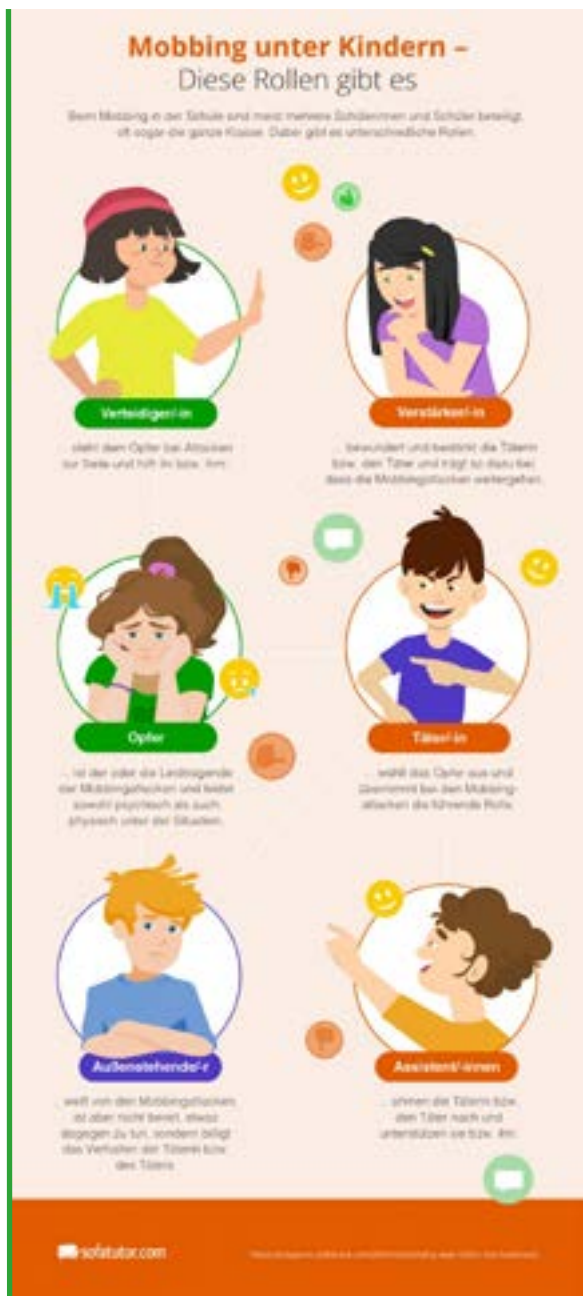 Mobbing unter Kindern –
Diese Rollen gibt es
Beim Mobbing in der Schule sind meist mehrere Schülerinnen und Schüler beteiligt,
oft sogar die ganze Klasse. Dabei gibt es unterschiedliche Rollen.
Verteidiger/-in
... steht dem Opfer bei Attacken
zur Seite und hilft ihr bzw. ihm.
Verstärker/-in
... bewundert und bestärkt die Täterin
bzw. den Täter und trägt so dazu bei,
dass die Mobbingattacken weitergehen.
Opfer
... ist der oder die Leidtragende
der Mobbingattacken und leidet
sowohl psychisch als auch
physisch unter der Situation.
Täter/-in
... wählt das Opfer aus und
übernimmt bei den Mobbing-
attacken die führende Rolle.
Außenstehende/-r
... weiß von den Mobbingattacken,
ist aber nicht bereit, etwas
dagegen zu tun, sondern billigt
das Verhalten der Täterin bzw.
des Täters.
Assistent/-innen
... ahmen die Täterin bzw.
den Täter nach und
unterstützen sie bzw. ihn.
sofatutor.com